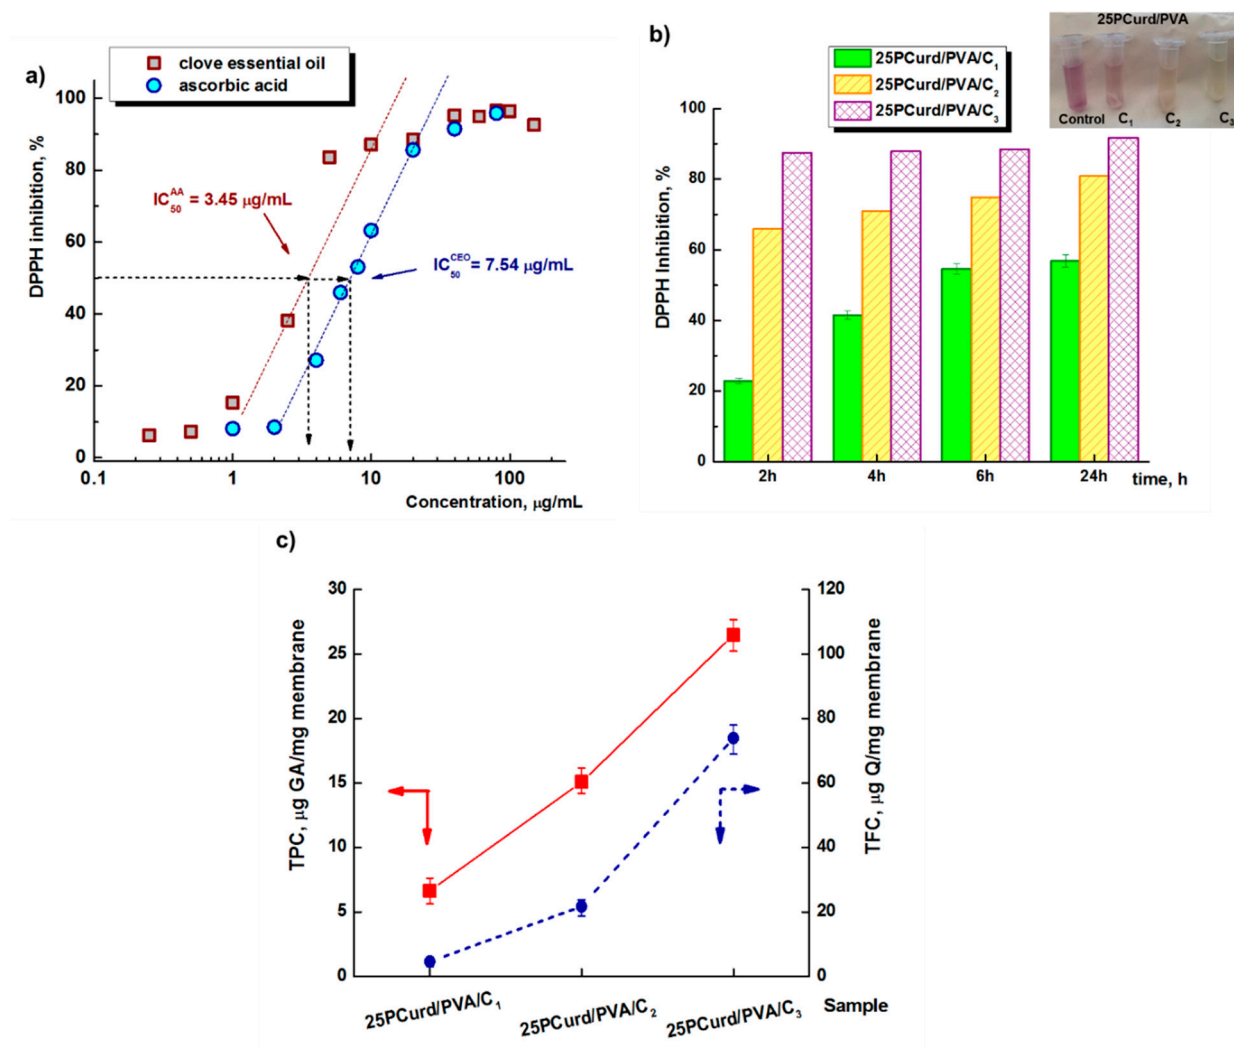 a)
clove essential oil
ascorbic acid
100
80
60
40
20
0
DPPH inhibition, %
IC50^AA = 3.45 µg/mL
IC50^CEO = 7.54 µg/mL
0.1
1
10
100
Concentration, µg/mL
b)
25PCurd/PVA/C1
25PCurd/PVA/C2
25PCurd/PVA/C3
25PCurd/PVA
Control C1 C2 C3
100
80
60
40
20
0
DPPH Inhibition, %
2h 4h 6h 24h
time, h
c)
30
25
20
15
10
5
0
TPC, µg GA/mg membrane
120
100
80
60
40
20
0
TFC, µg Q/mg membrane
25PCurd/PVA/C1
25PCurd/PVA/C2
25PCurd/PVA/C3
Sample